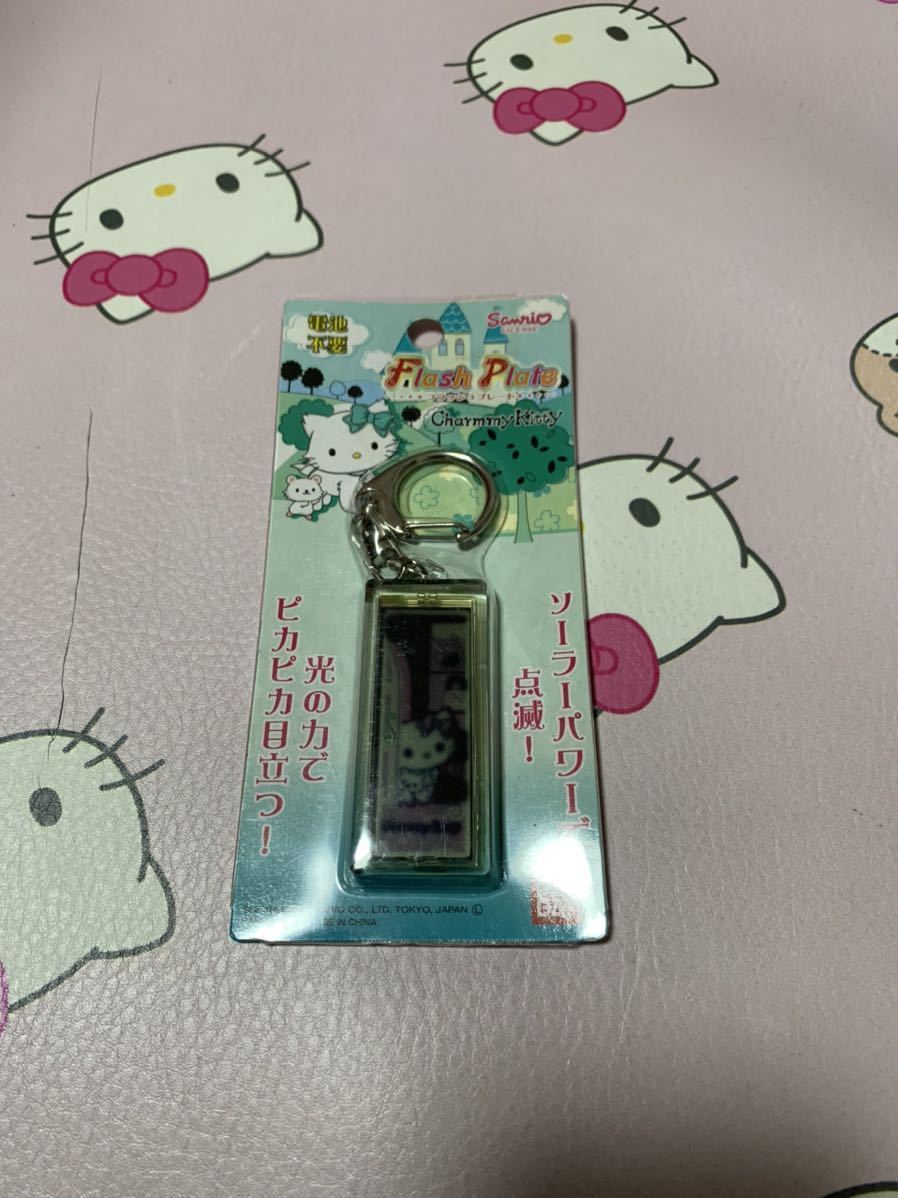 電池
不要
Sanrio
LICENSE
Flash Plate
フラッシュプレート
Charmmy Kitty
ソーラーパワーで
点滅！
光の力で
ピカピカ目立つ！
CO., LTD. TOKYO, JAPAN Ⓛ
IN CHINA